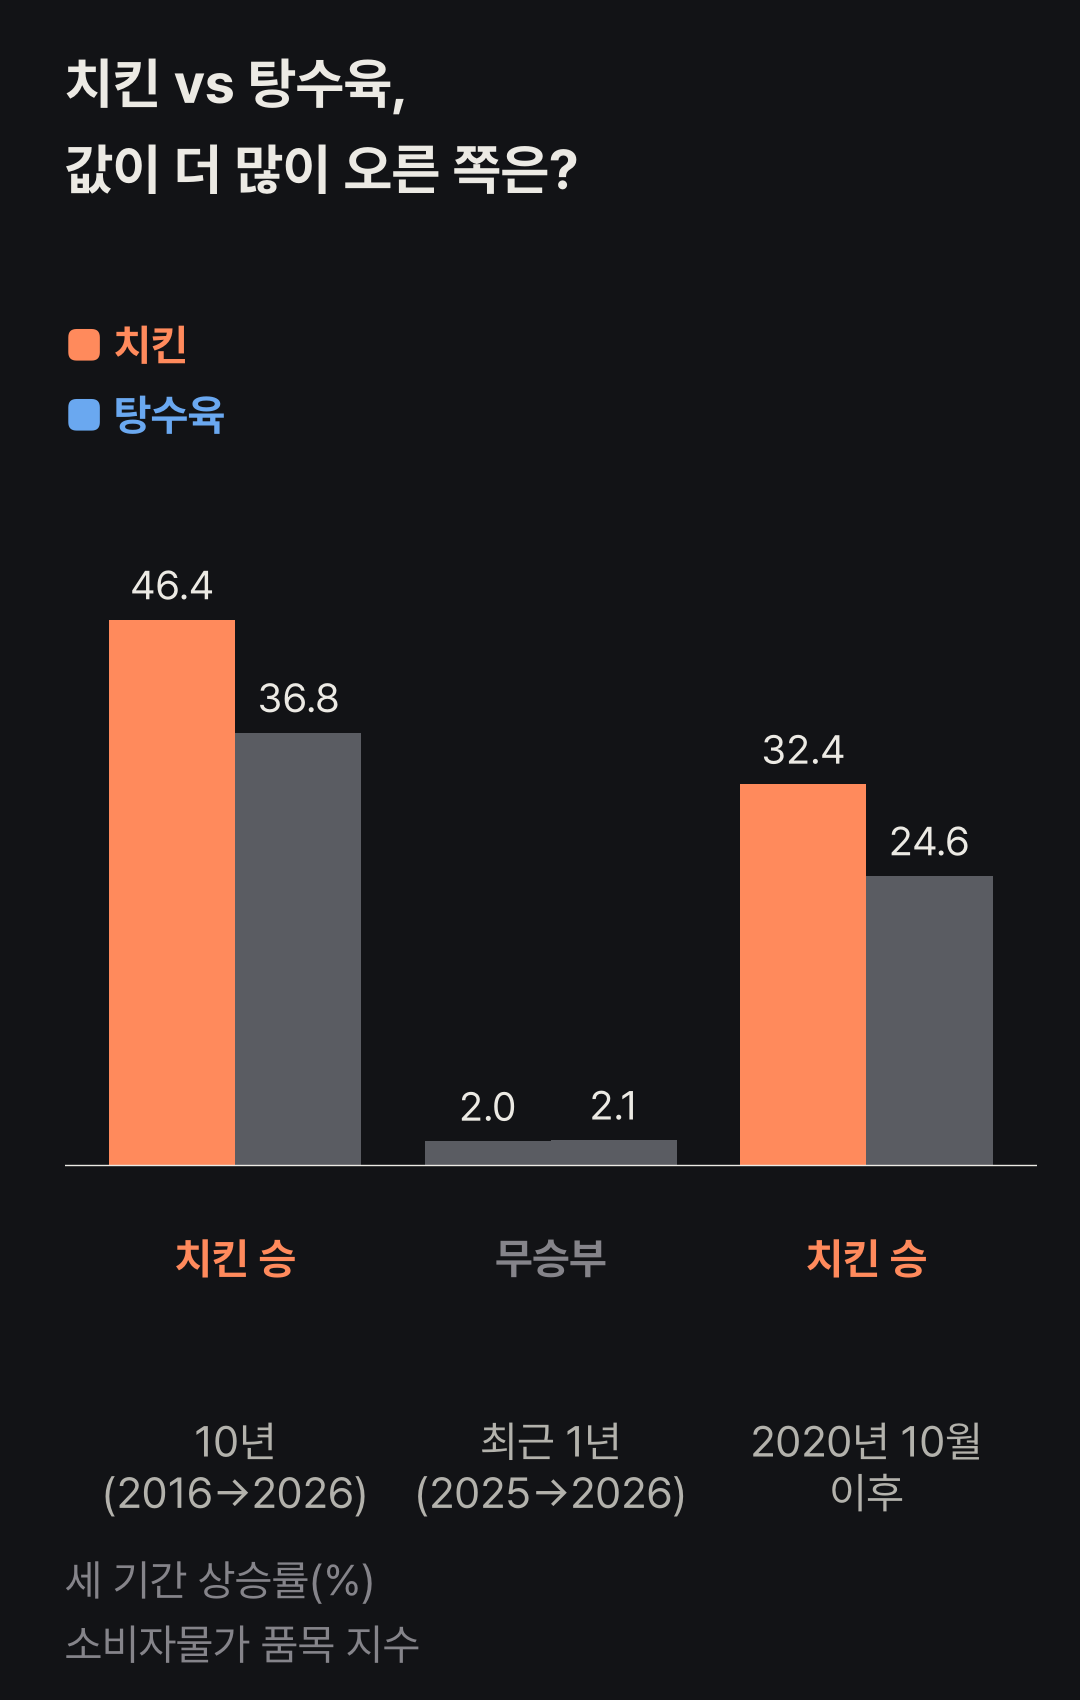 치킨 vs 탕수육,
값이 더 많이 오른 쪽은?
치킨
탕수육
46.4
36.8
2.0
2.1
32.4
24.6
치킨 승
무승부
치킨 승
10년
(2016→2026)
최근 1년
(2025→2026)
2020년 10월
이후
세 기간 상승률(%)
소비자물가 품목 지수